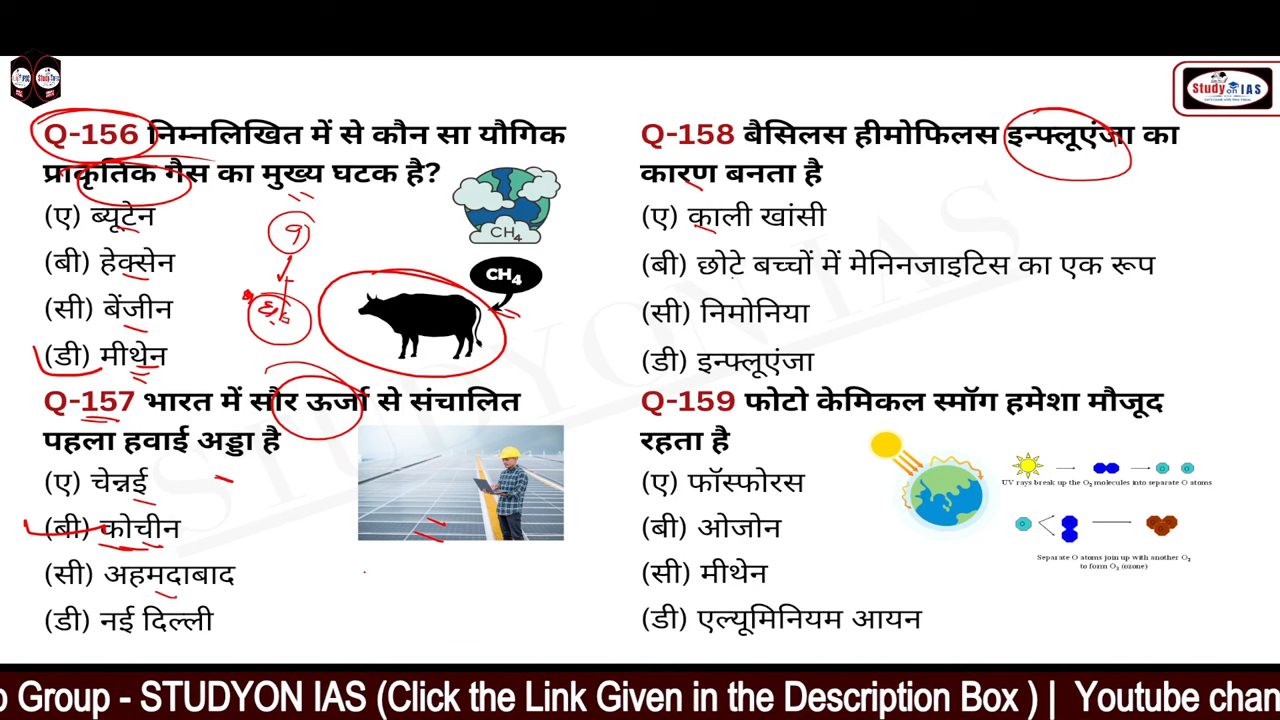 Study on IAS
Q-156 निम्नलिखित में से कौन सा यौगिक
प्राकृतिक गैस का मुख्य घटक है?
(ए) ब्यूटेन
(बी) हेक्सेन
(सी) बेंजीन
(डी) मीथेन
CH4
CH4
Q-157 भारत में सौर ऊर्जा से संचालित
पहला हवाई अड्डा है
(ए) चेन्नई
(बी) कोचीन
(सी) अहमदाबाद
(डी) नई दिल्ली
Q-158 बैसिलस हीमोफिलस इन्फ्लूएंजा का
कारण बनता है
(ए) काली खांसी
(बी) छोटे बच्चों में मेनिनजाइटिस का एक रूप
(सी) निमोनिया
(डी) इन्फ्लूएंजा
Q-159 फोटो केमिकल स्मॉग हमेशा मौजूद
रहता है
(ए) फॉस्फोरस
(बी) ओजोन
(सी) मीथेन
(डी) एल्यूमिनियम आयन
UV rays break up the O2 molecules into separate O atoms
Separate O atoms join up with another O2
to form O3 (ozone)
STUDYON IAS
p Group - STUDYON IAS (Click the Link Given in the Description Box ) | Youtube chan